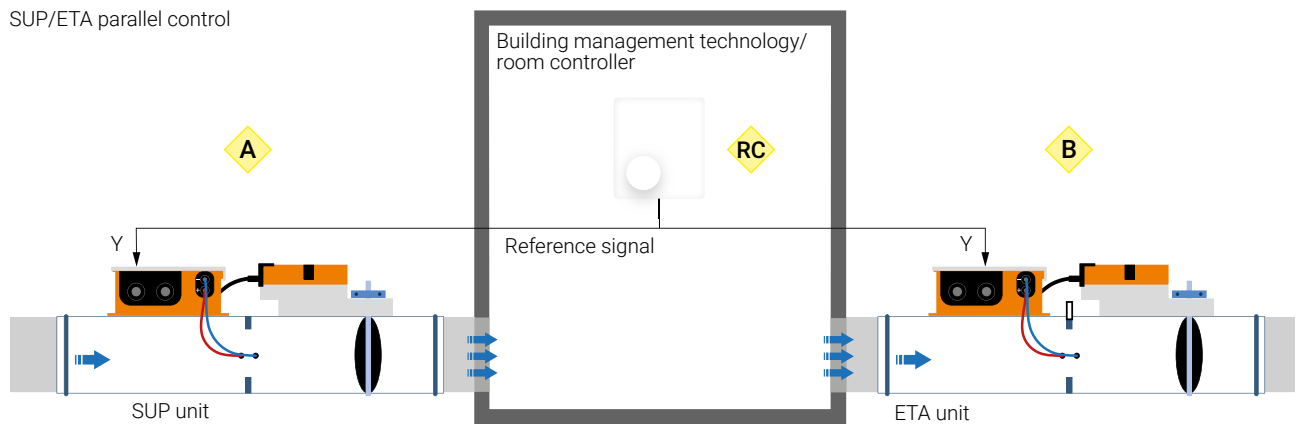 SUP/ETA parallel control
Building management technology/
room controller
A
RC
B
Y
Reference signal
Y
SUP unit
ETA unit